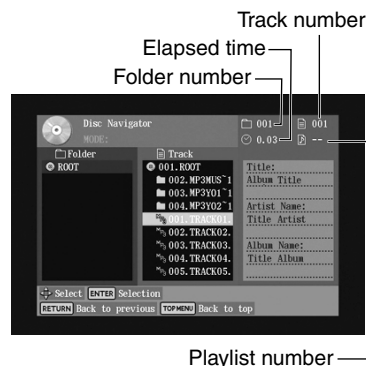 Track number
Elapsed time
Folder number
Disc Navigator
001
001
MODE:
0.03
--
Folder
Track
ROOT
001.ROOT
002.MP3MUS~1
003.MP3Y01~1
004.MP3Y02~1
001.TRACK01.
002.TRACK02.
003.TRACK03.
004.TRACK04.
005.TRACK05.
Title:
Album Title
Artist Name:
Title Artist
Album Name:
Title Album
Select ENTER Selection
RETURN Back to previous TOPMENU Back to top
Playlist number